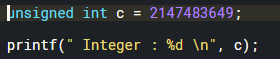 unsigned int c = 2147483649;
printf(" Integer : %d \n", c);